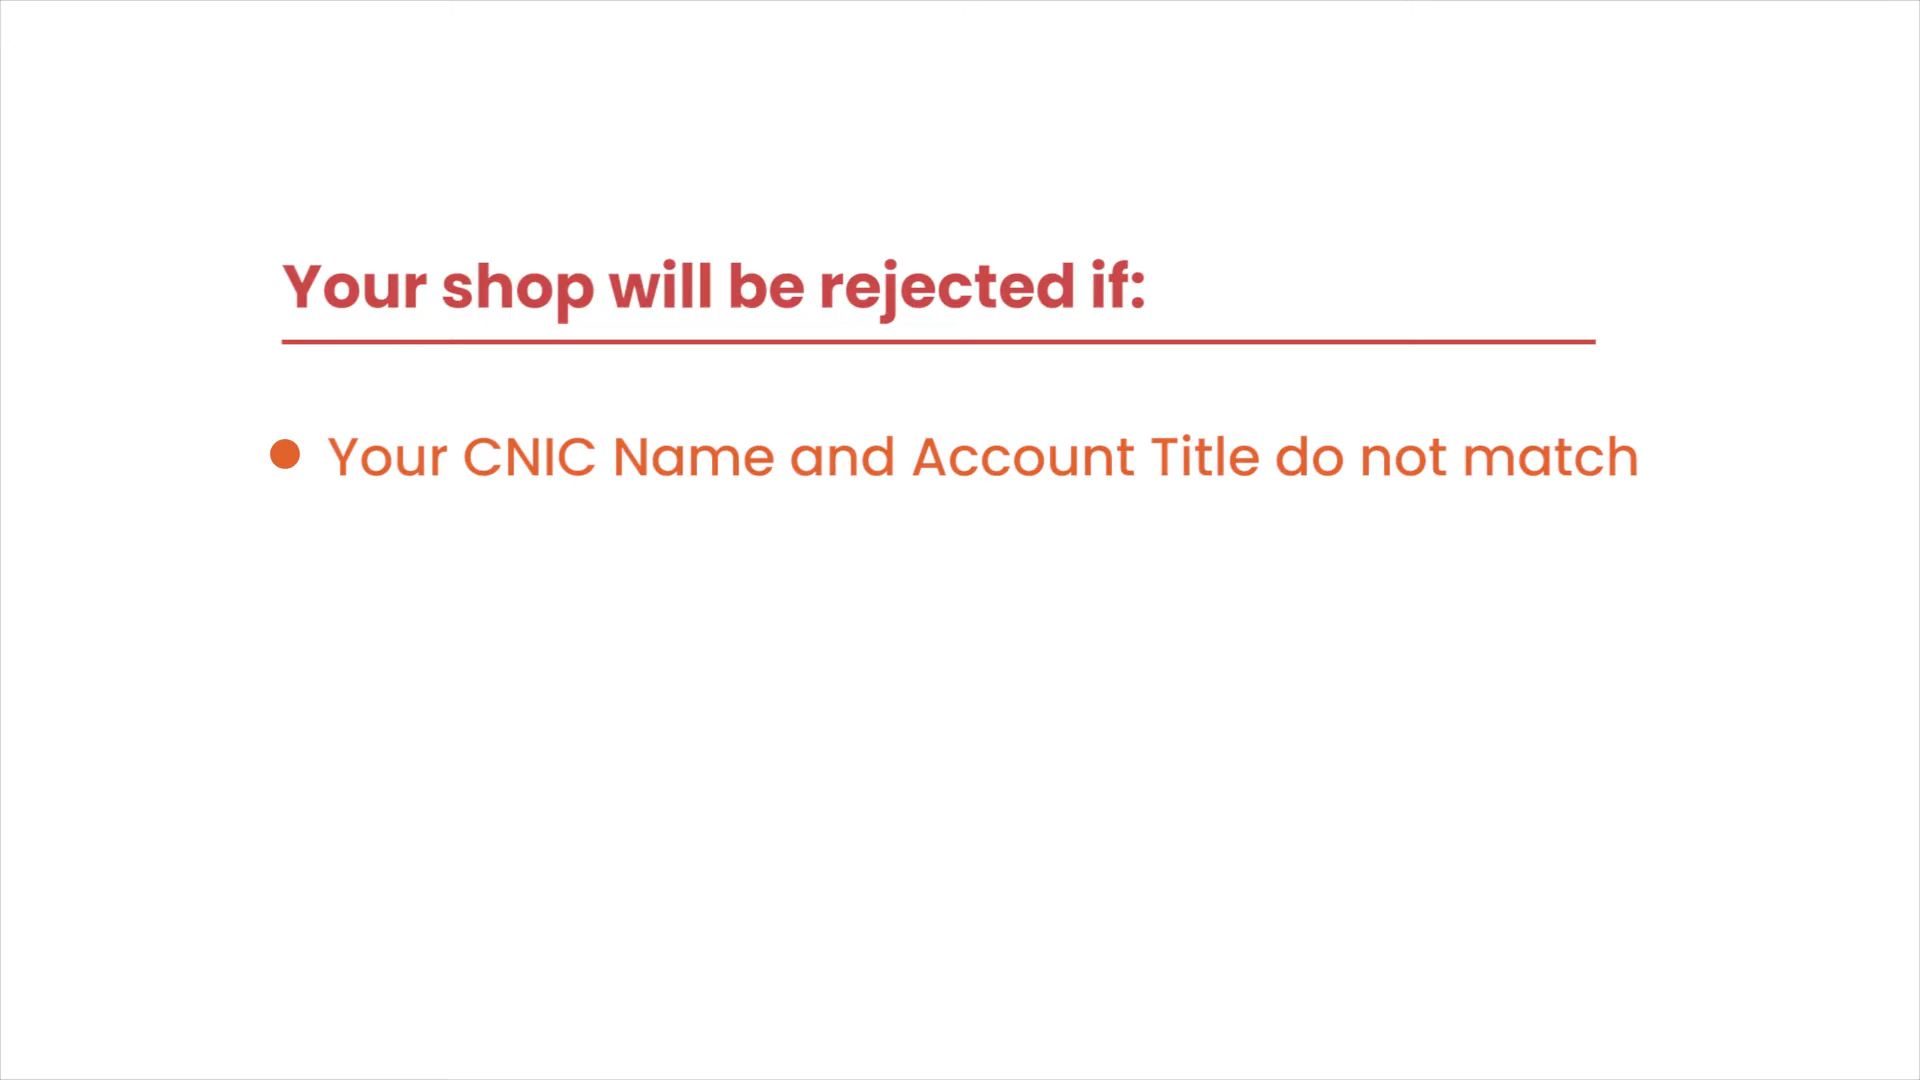 Your shop will be rejected if:
Your CNIC Name and Account Title do not match